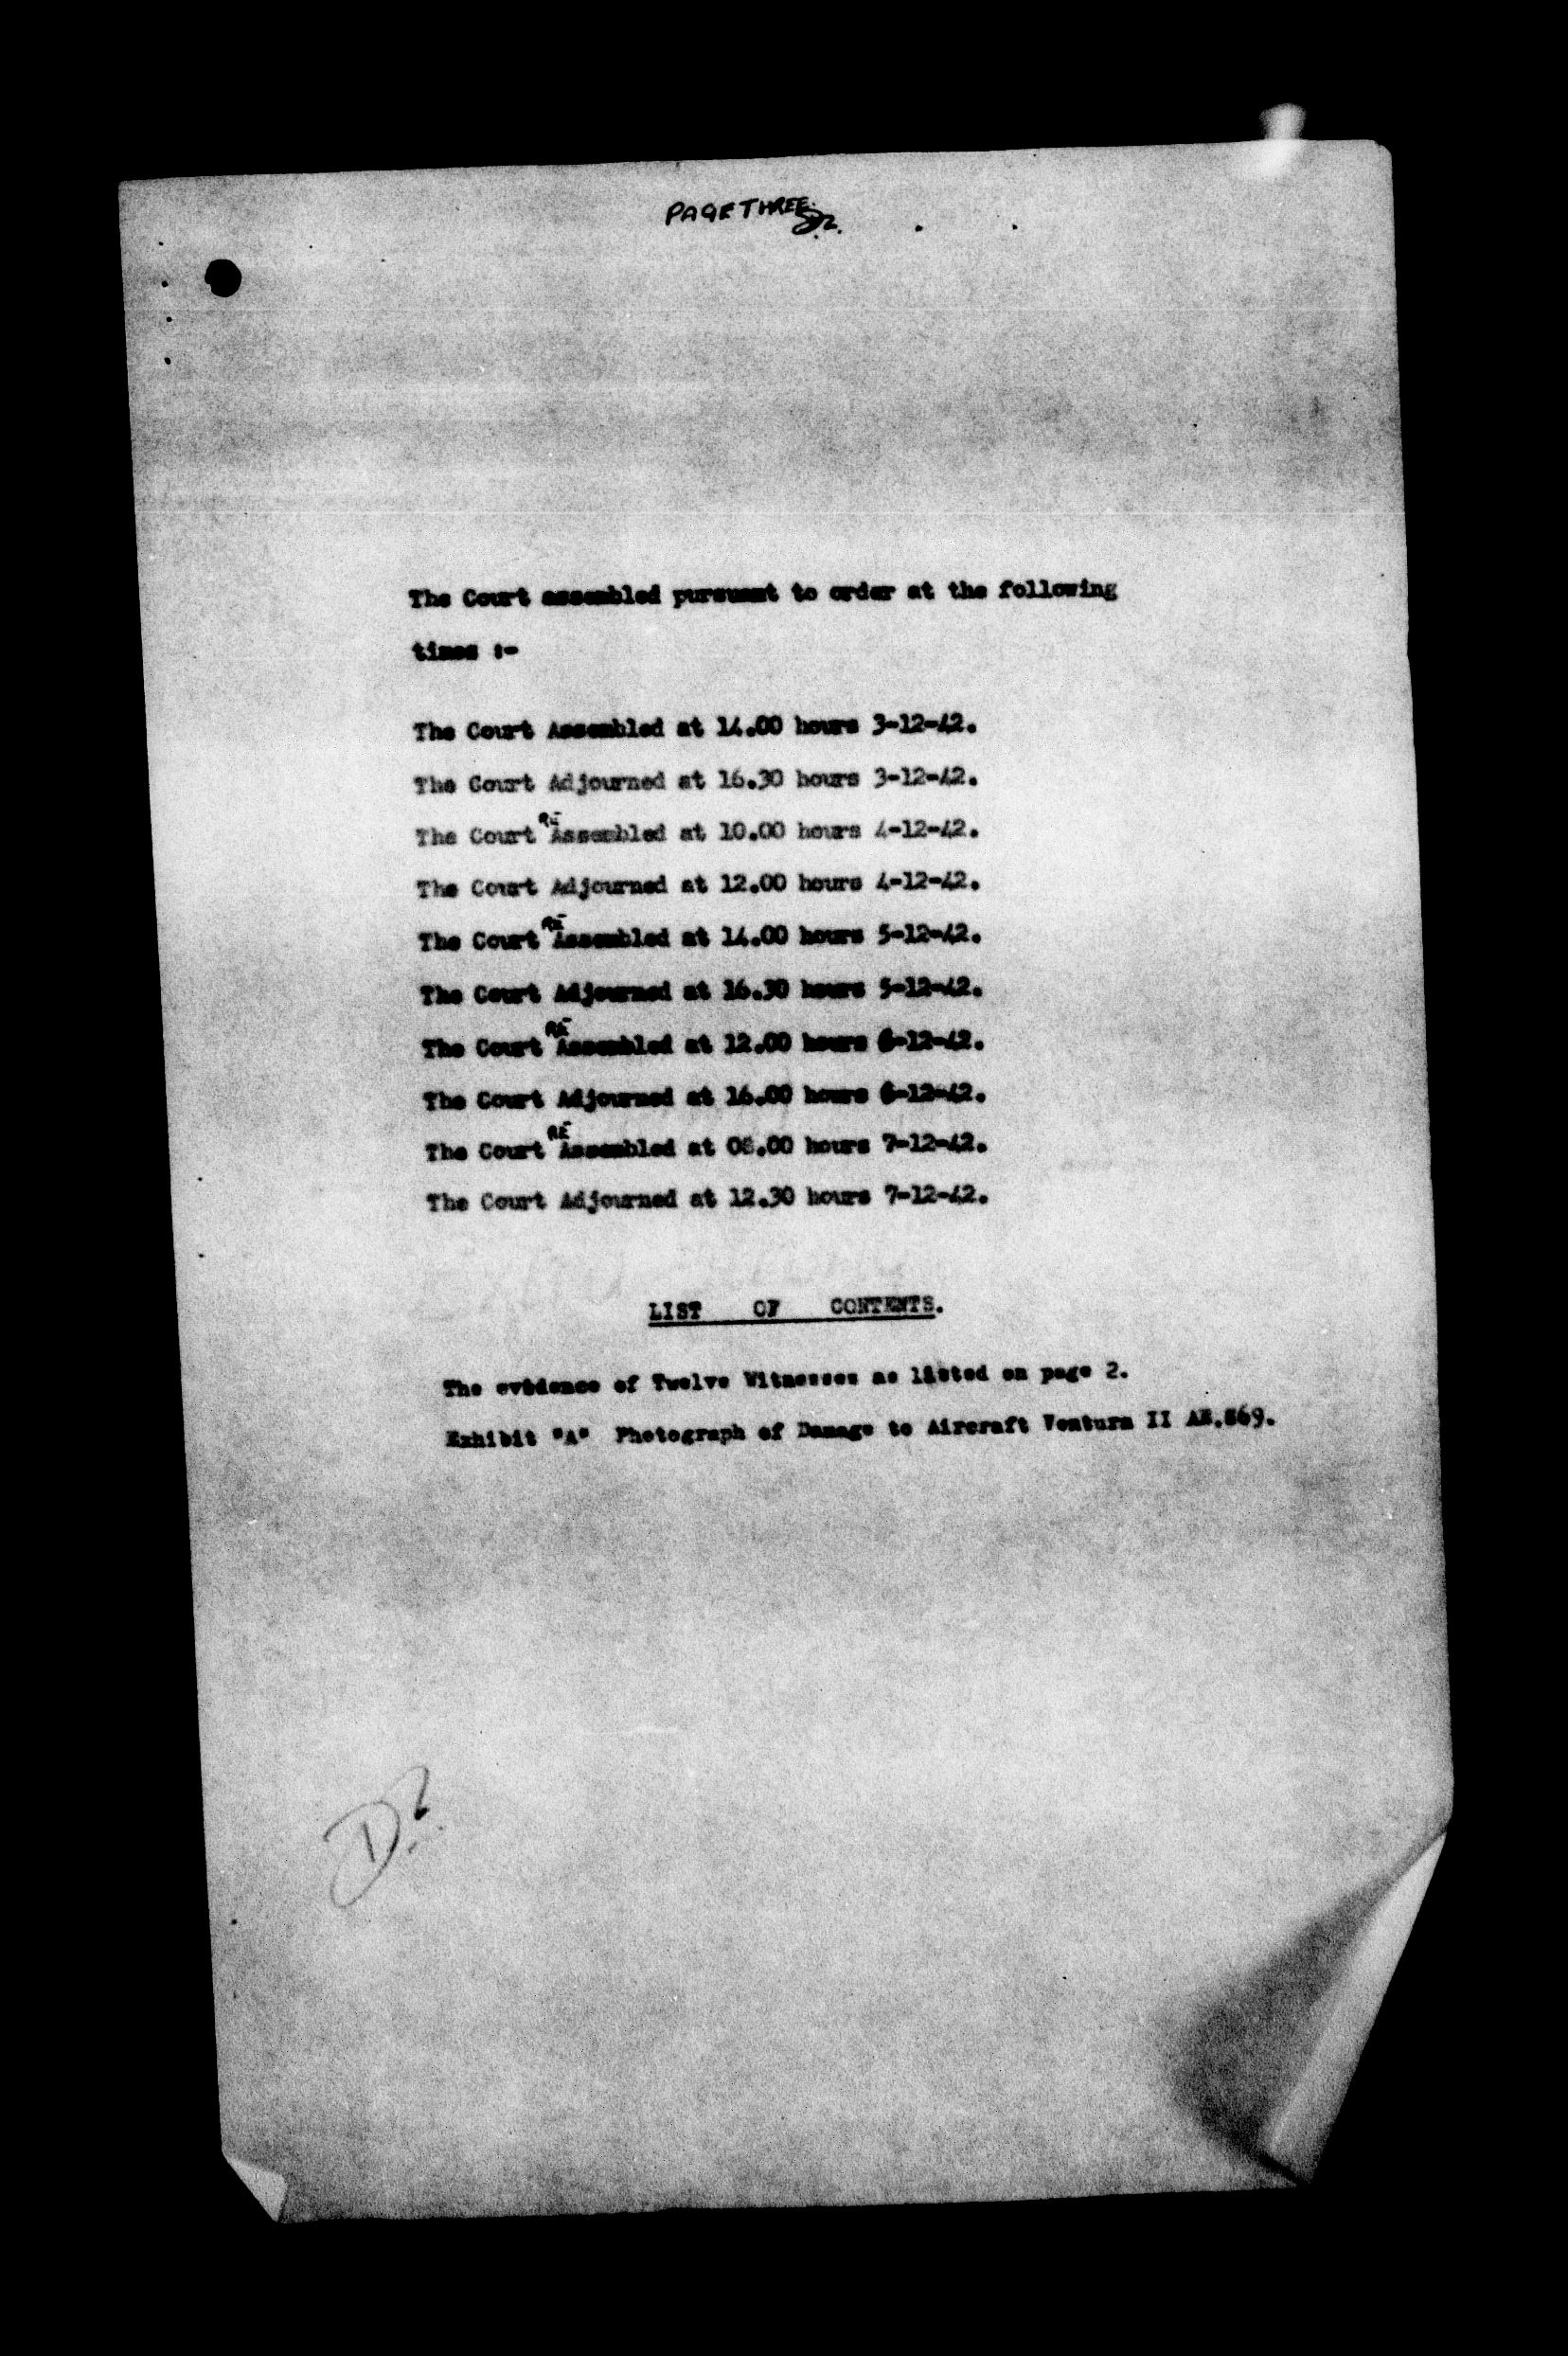 PAGE THREE.
The Court assembled pursuant to order at the following
times :-
The Court Assembled at 14.00 hours 3-12-42.
The Court Adjourned at 16.30 hours 3-12-42.
The Court RE Assembled at 10.00 hours 4-12-42.
The Court Adjourned at 12.00 hours 4-12-42.
The Court RE Assembled at 14.00 hours 5-12-42.
The Court Adjourned at 16.30 hours 5-12-42.
The Court RE Assembled at 12.00 hours 6-12-42.
The Court Adjourned at 16.00 hours 6-12-42.
The Court RE Assembled at 08.00 hours 7-12-42.
The Court Adjourned at 12.30 hours 7-12-42.
LIST OF CONTENTS.
The evidence of Twelve Witnesses as listed on page 2.
Exhibit "A" Photograph of Damage to Aircraft Ventura II